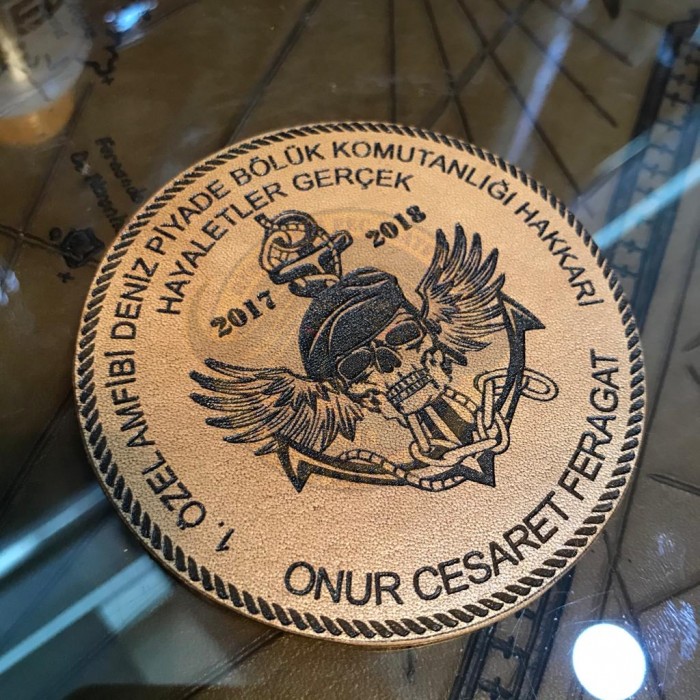 1. ÖZEL AMFİBİ DENİZ PİYADE BÖLÜK KOMUTANLIĞI HAKKARİ
HAYALETLER GERÇEK
2017 2018
ONUR CESARET FERAGAT